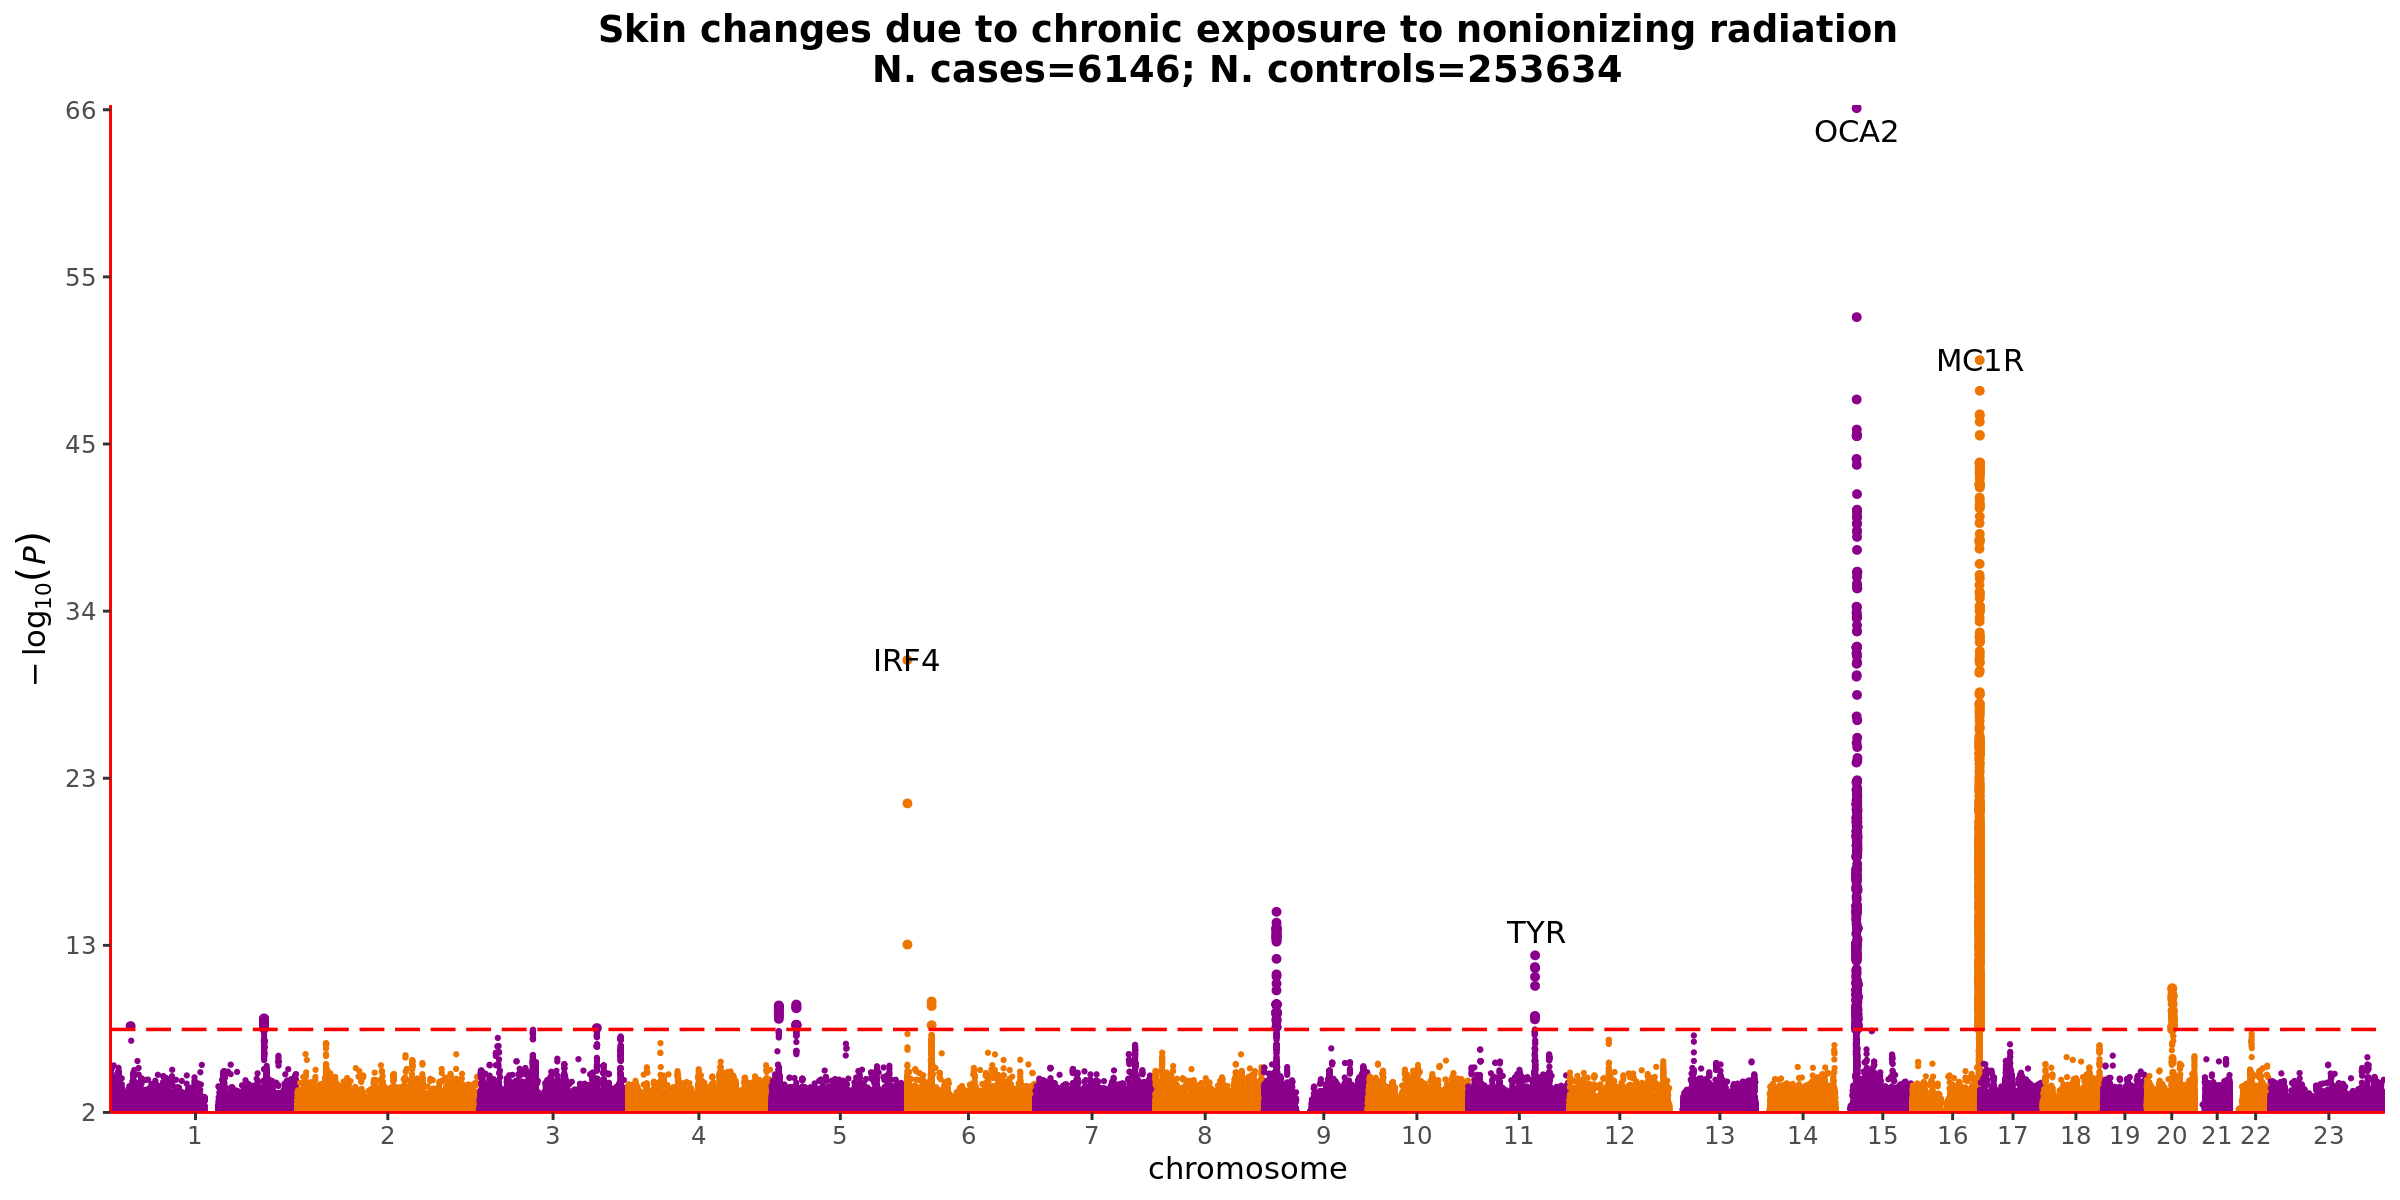 Skin changes due to chronic exposure to nonionizing radiation
N. cases=6146; N. controls=253634
66
OCA2
55
MC1R
45
34
IRF4
23
TYR
13
2
−log10(P)
1 2 3 4 5 6 7 8 9 10 11 12 13 14 15 16 17 18 19 20 21 22 23
chromosome